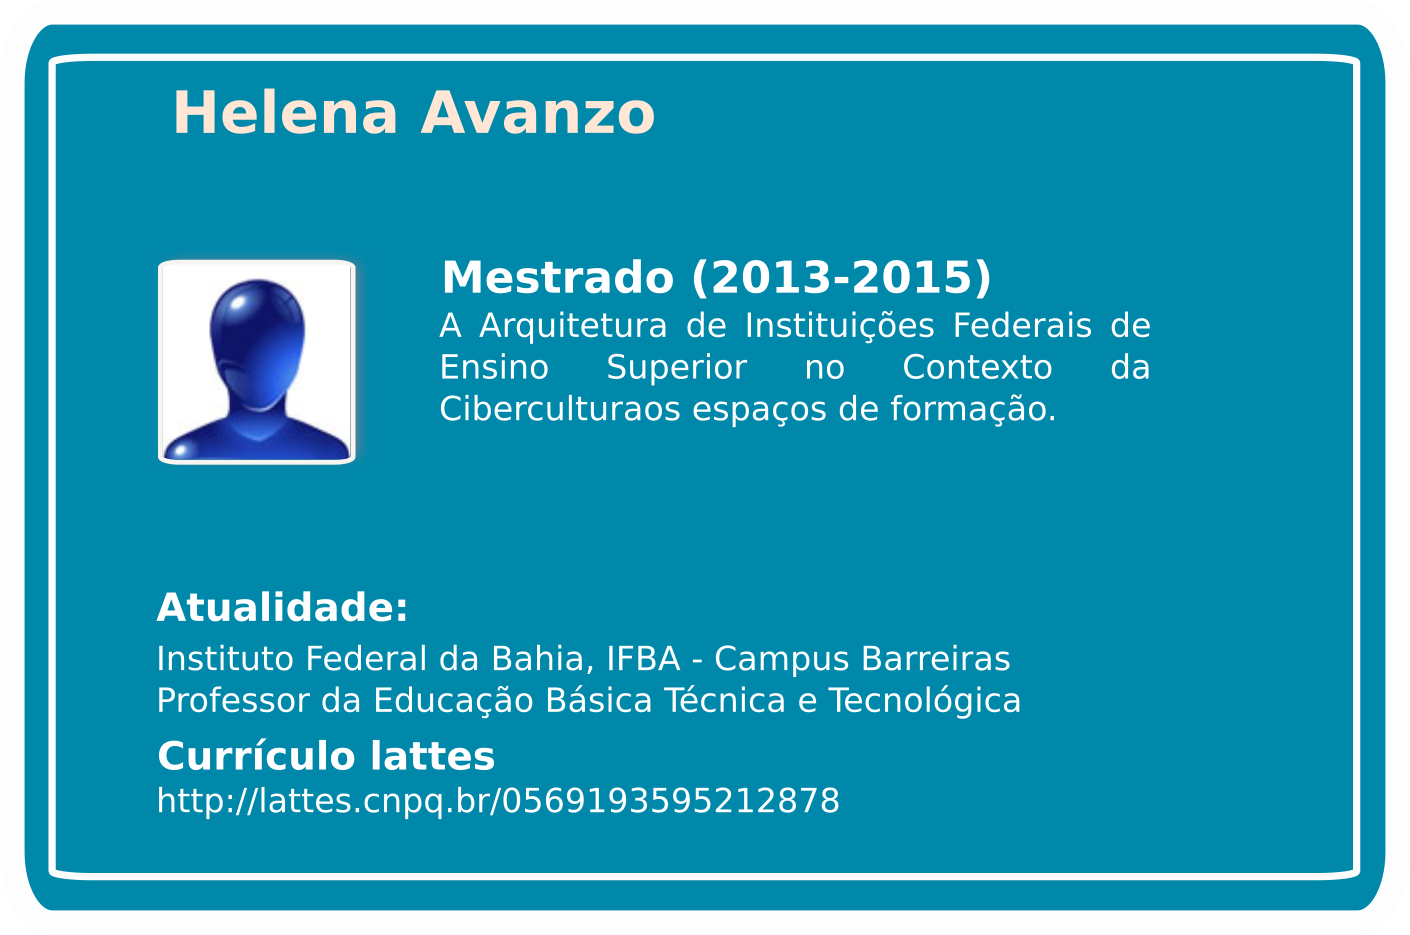 Helena Avanzo
Mestrado (2013-2015)
A Arquitetura de Instituições Federais de
Ensino Superior no Contexto da
Ciberculturaos espaços de formação.
Atualidade:
Instituto Federal da Bahia, IFBA - Campus Barreiras
Professor da Educação Básica Técnica e Tecnológica
Currículo lattes
http://lattes.cnpq.br/0569193595212878